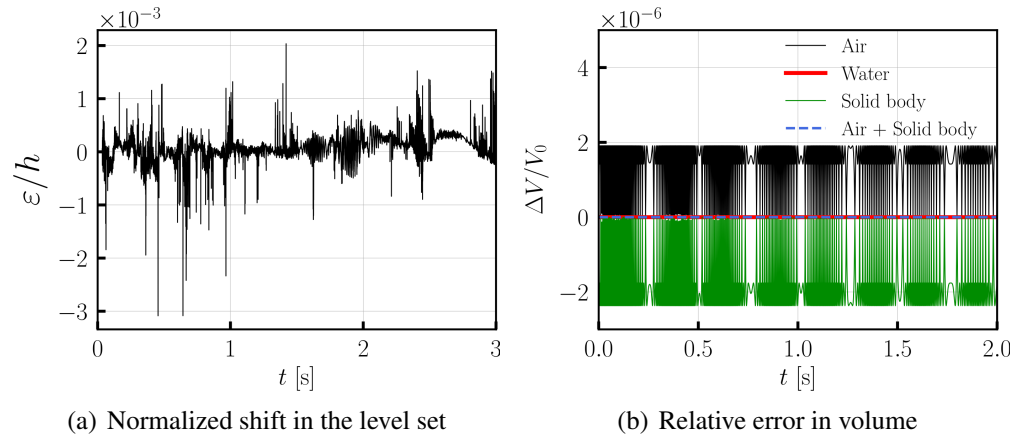 ×10⁻³
2
1
0
−1
−2
−3
ε/h
0
1
2
3
t [s]
(a) Normalized shift in the level set
×10⁻⁶
4
2
0
−2
ΔV/V₀
Air
Water
Solid body
Air + Solid body
0.0
0.5
1.0
1.5
2.0
t [s]
(b) Relative error in volume